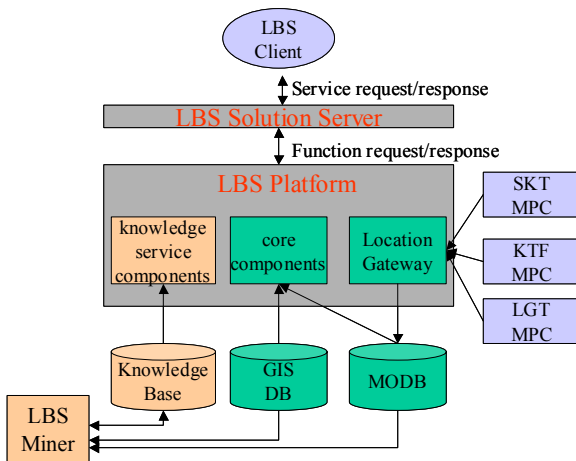 LBS
Client
Service request/response
LBS Solution Server
Function request/response
LBS Platform
knowledge
service
components
core
components
Location
Gateway
SKT
MPC
KTF
MPC
LGT
MPC
Knowledge
Base
GIS
DB
MODB
LBS
Miner